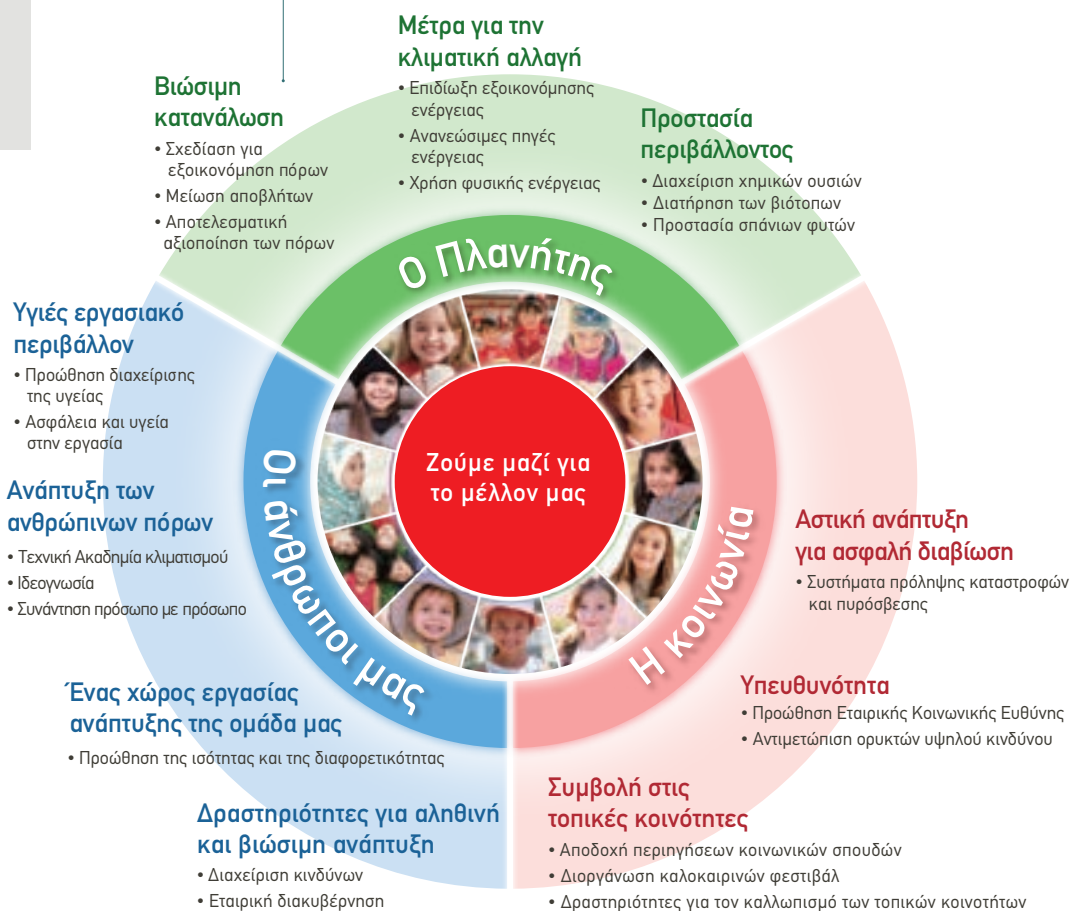 Μέτρα για την
κλιματική αλλαγή
• Επιδίωξη εξοικονόμησης
ενέργειας
• Ανανεώσιμες πηγές
ενέργειας
• Χρήση φυσικής ενέργειας
Βιώσιμη
κατανάλωση
• Σχεδίαση για
εξοικονόμηση πόρων
• Μείωση αποβλήτων
• Αποτελεσματική
αξιοποίηση των πόρων
Προστασία
περιβάλλοντος
• Διαχείριση χημικών ουσιών
• Διατήρηση των βιότοπων
• Προστασία σπάνιων φυτών
Ο Πλανήτης
Υγιές εργασιακό
περιβάλλον
• Προώθηση διαχείρισης
της υγείας
• Ασφάλεια και υγεία
στην εργασία
Ανάπτυξη των
ανθρώπινων πόρων
• Τεχνική Ακαδημία κλιματισμού
• Ιδεογνωσία
• Συνάντηση πρόσωπο με πρόσωπο
Οι άνθρωποι μας
Ζούμε μαζί για
το μέλλον μας
Η κοινωνία
Αστική ανάπτυξη
για ασφαλή διαβίωση
• Συστήματα πρόληψης καταστροφών
και πυρόσβεσης
Ένας χώρος εργασίας
ανάπτυξης της ομάδα μας
• Προώθηση της ισότητας και της διαφορετικότητας
Υπευθυνότητα
• Προώθηση Εταιρικής Κοινωνικής Ευθύνης
• Αντιμετώπιση ορυκτών υψηλού κινδύνου
Δραστηριότητες για αληθινή
και βιώσιμη ανάπτυξη
• Διαχείριση κινδύνων
• Εταιρική διακυβέρνηση
Συμβολή στις
τοπικές κοινότητες
• Αποδοχή περιηγήσεων κοινωνικών σπουδών
• Διοργάνωση καλοκαιρινών φεστιβάλ
• Δραστηριότητες για τον καλλωπισμό των τοπικών κοινοτήτων